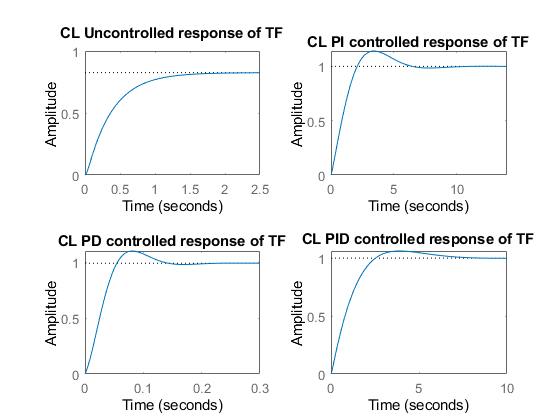 CL Uncontrolled response of TF
1
0.5
0
Amplitude
0 0.5 1 1.5 2 2.5
Time (seconds)
CL PI controlled response of TF
1
0.5
0
Amplitude
0 5 10
Time (seconds)
CL PD controlled response of TF
1
0.5
0
Amplitude
0 0.1 0.2 0.3
Time (seconds)
CL PID controlled response of TF
1
0.5
0
Amplitude
0 5 10
Time (seconds)